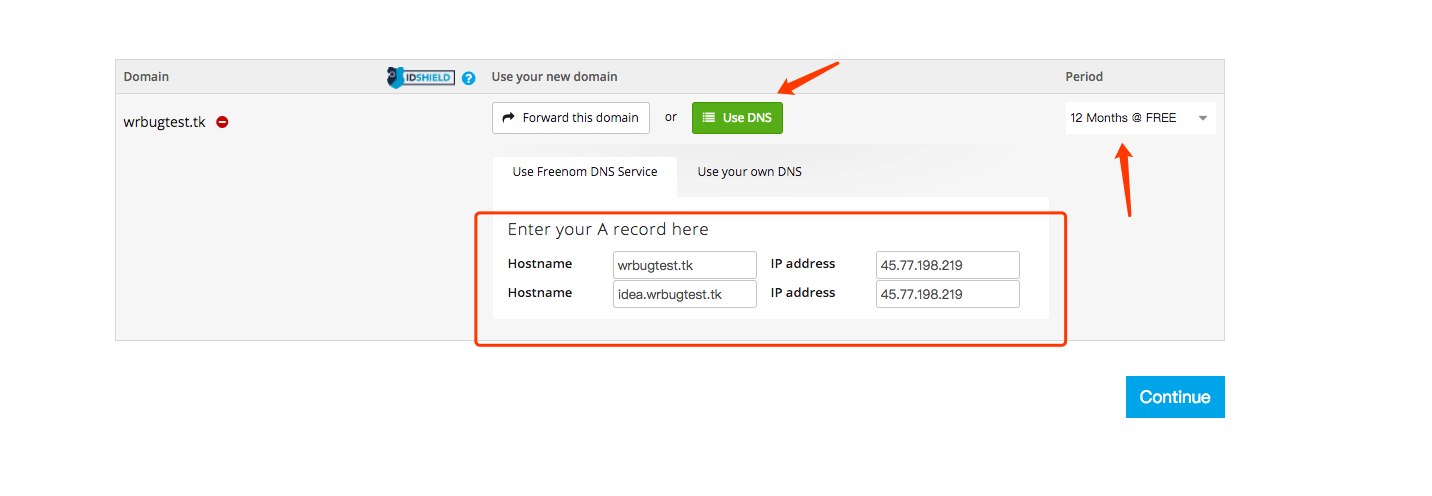 Domain IDSHIELD ? Use your new domain Period
wrbugtest.tk Forward this domain or Use DNS 12 Months @ FREE
Use Freenom DNS Service Use your own DNS
Enter your A record here
Hostname wrbugtest.tk IP address 45.77.198.219
Hostname idea.wrbugtest.tk IP address 45.77.198.219
Continue